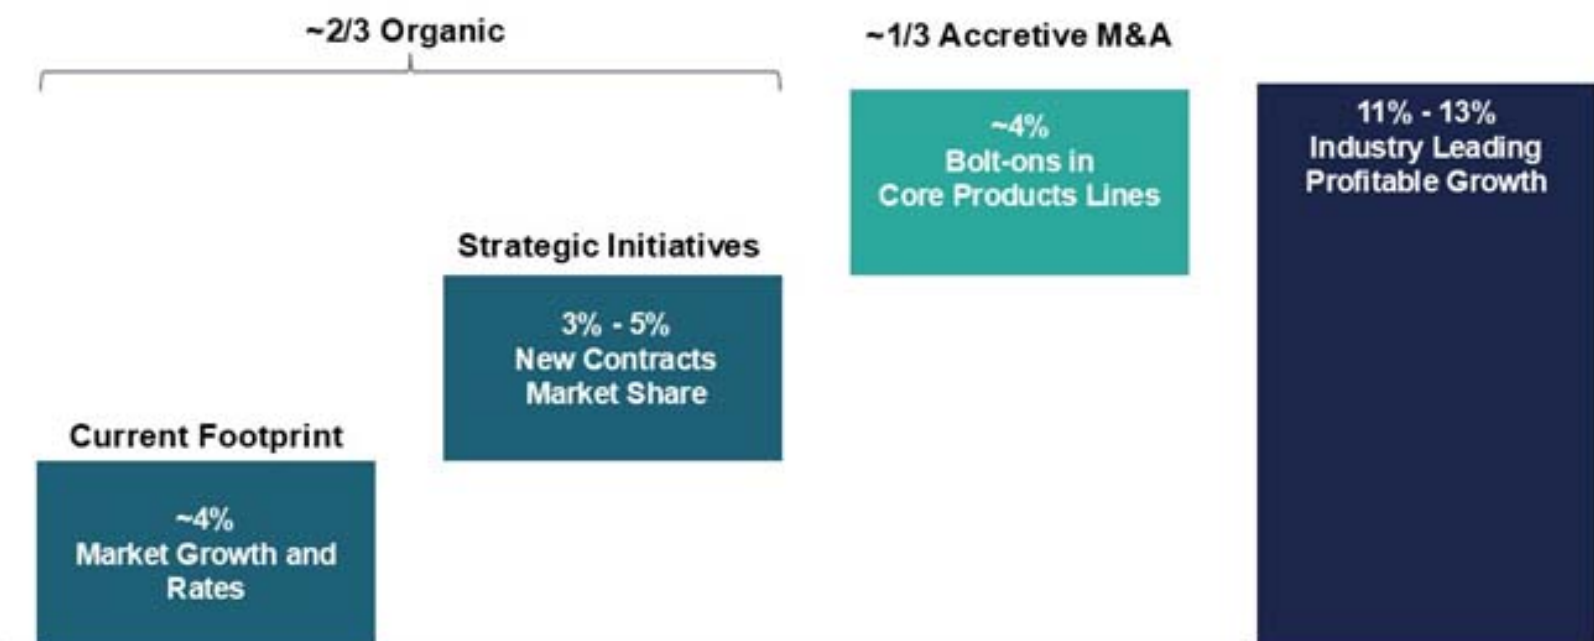 ~2/3 Organic
~1/3 Accretive M&A
~4%
Bolt-ons in
Core Products Lines
11% - 13%
Industry Leading
Profitable Growth
Strategic Initiatives
3% - 5%
New Contracts
Market Share
Current Footprint
~4%
Market Growth and
Rates